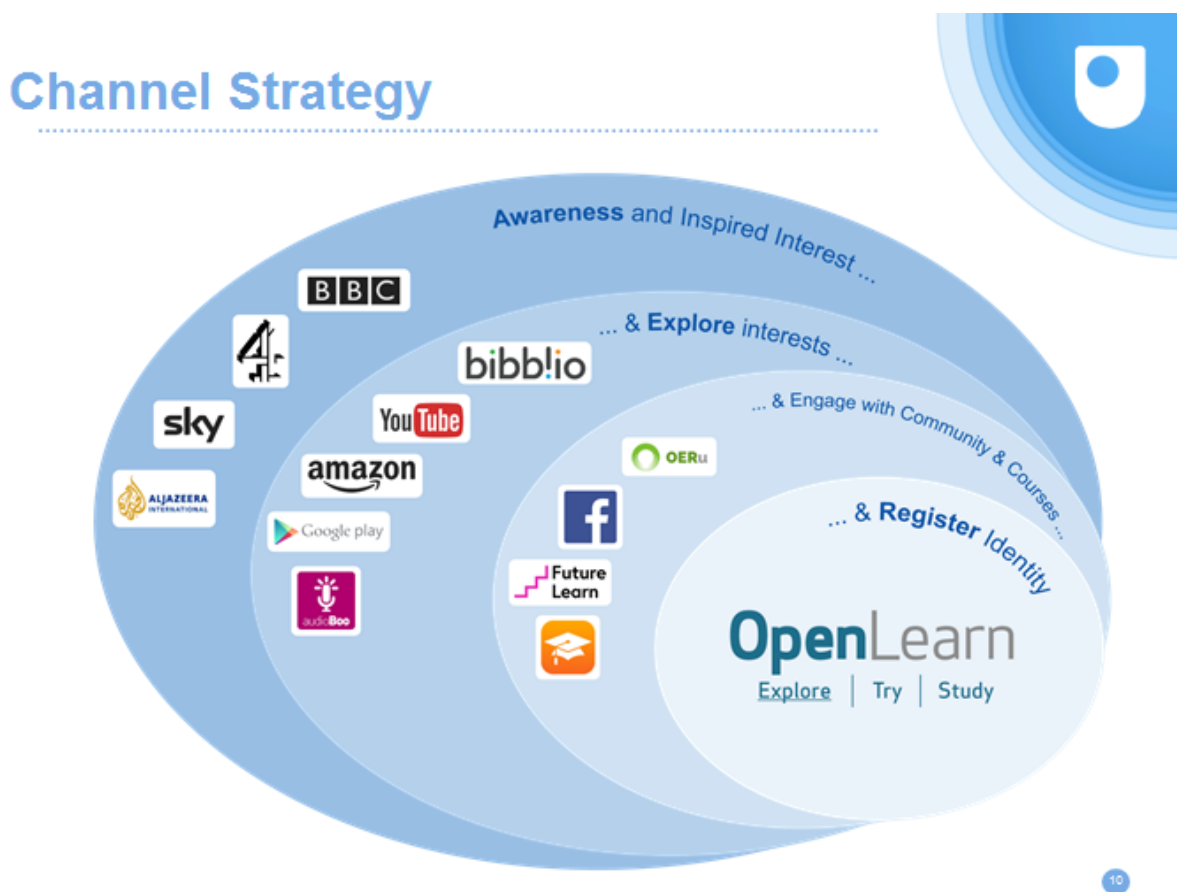 Channel Strategy
Awareness and Inspired Interest ...
BBC
4
... & Explore interests ...
bibblio
sky
YouTube
... & Engage with Community & Courses ...
amazon
OERu
ALJAZEERA
INTERNATIONAL
Google play
f
... & Register Identity
Future
Learn
audioBoo
OpenLearn
Explore | Try | Study
10